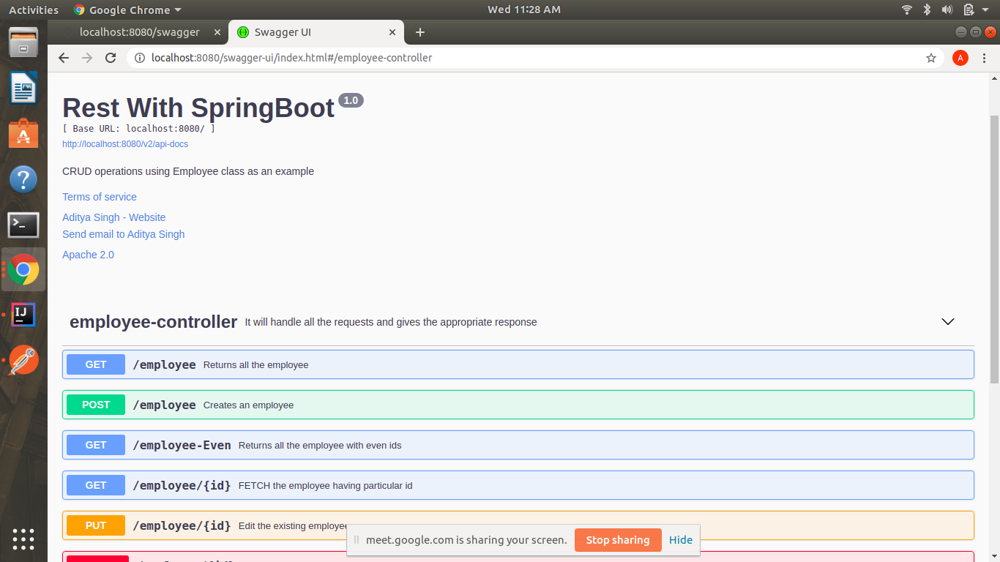 Activities
Google Chrome
Wed 11:28 AM
localhost:8080/swagger
Swagger UI
localhost:8080/swagger-ui/index.html#/employee-controller
A
Rest With SpringBoot 1.0
[ Base URL: localhost:8080/ ]
http://localhost:8080/v2/api-docs
CRUD operations using Employee class as an example
Terms of service
Aditya Singh - Website
Send email to Aditya Singh
Apache 2.0
employee-controller It will handle all the requests and gives the appropriate response
GET /employee Returns all the employee
POST /employee Creates an employee
GET /employee-Even Returns all the employee with even ids
GET /employee/{id} FETCH the employee having particular id
PUT /employee/{id} Edit the existing employee
meet.google.com is sharing your screen. Stop sharing Hide
IJ